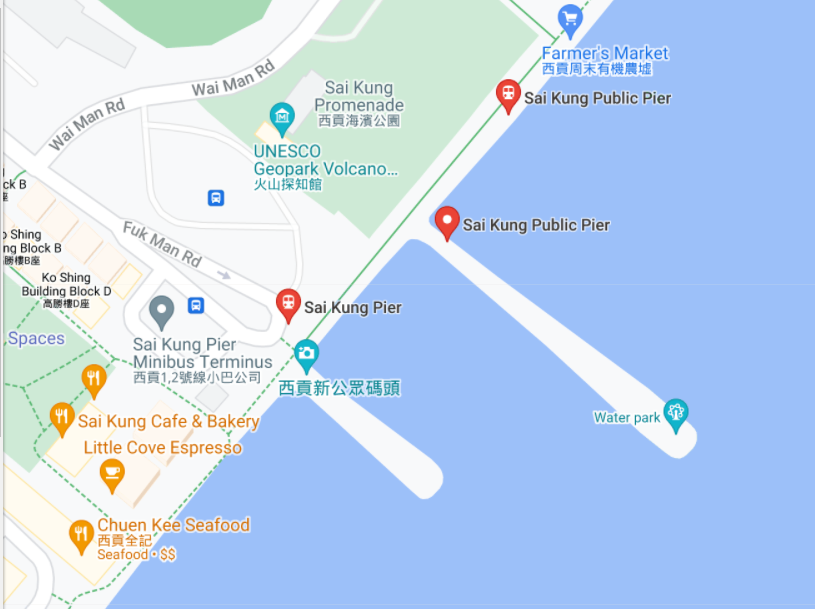 Farmer's Market
西貢周末有機農墟
Wai Man Rd
Sai Kung
Promenade
西貢海濱公園
Sai Kung Public Pier
Wai Man Rd
UNESCO
Geopark Volcano...
火山探知館
ck B
座
Shing
ng Block B
勝樓B座
Sai Kung Public Pier
Fuk Man Rd
Ko Shing
Building Block D
高勝樓D座
Sai Kung Pier
Spaces
Sai Kung Pier
Minibus Terminus
西貢1,2號線小巴公司
西貢新公眾碼頭
Water park
Sai Kung Cafe & Bakery
Little Cove Espresso
Chuen Kee Seafood
西貢全記
Seafood • $$